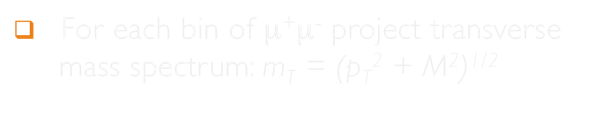 For each bin of μ⁺μ⁻ project transverse
mass spectrum: m_T = (p_T² + M²)^1/2